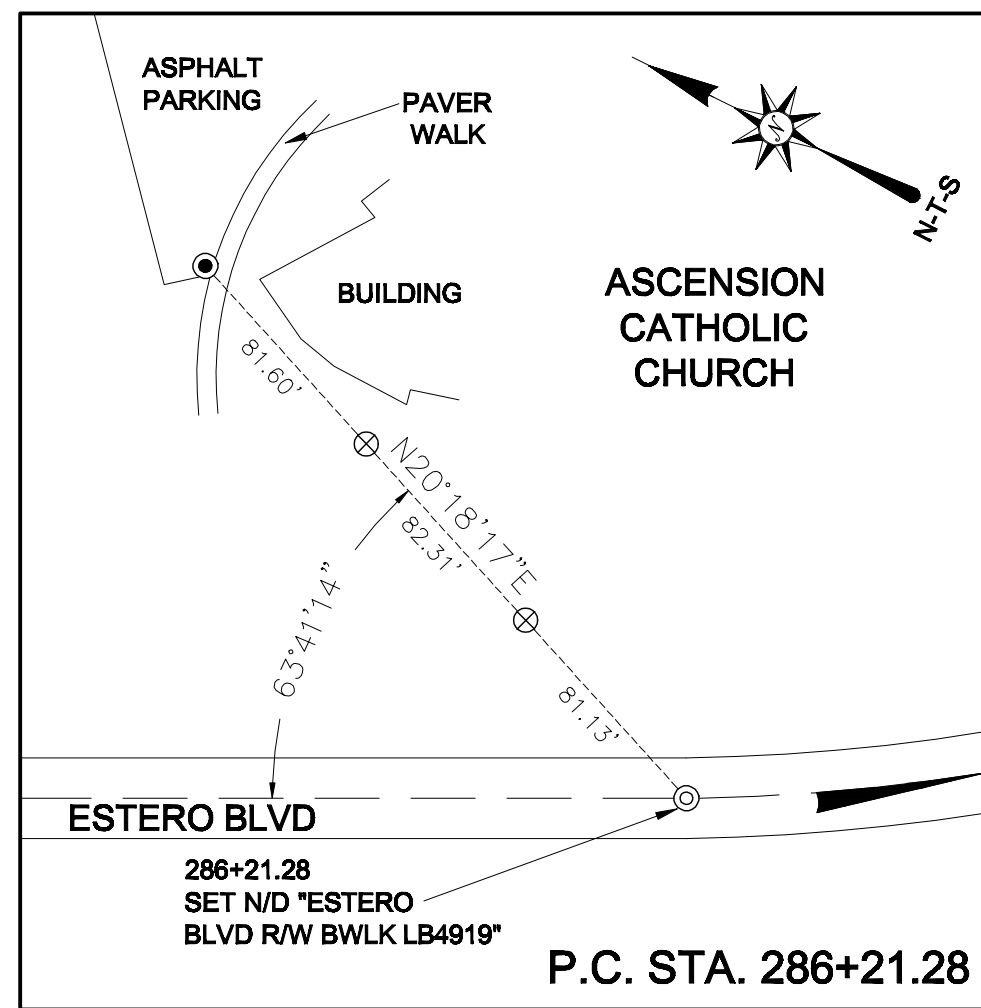 ASPHALT
PARKING
PAVER
WALK
N
N-T-S
BUILDING
ASCENSION
CATHOLIC
CHURCH
81.60'
N20°18'17"E
82.31'
63°41'14"
81.13'
ESTERO BLVD
286+21.28
SET N/D "ESTERO
BLVD R/W BWLK LB4919"
P.C. STA. 286+21.28